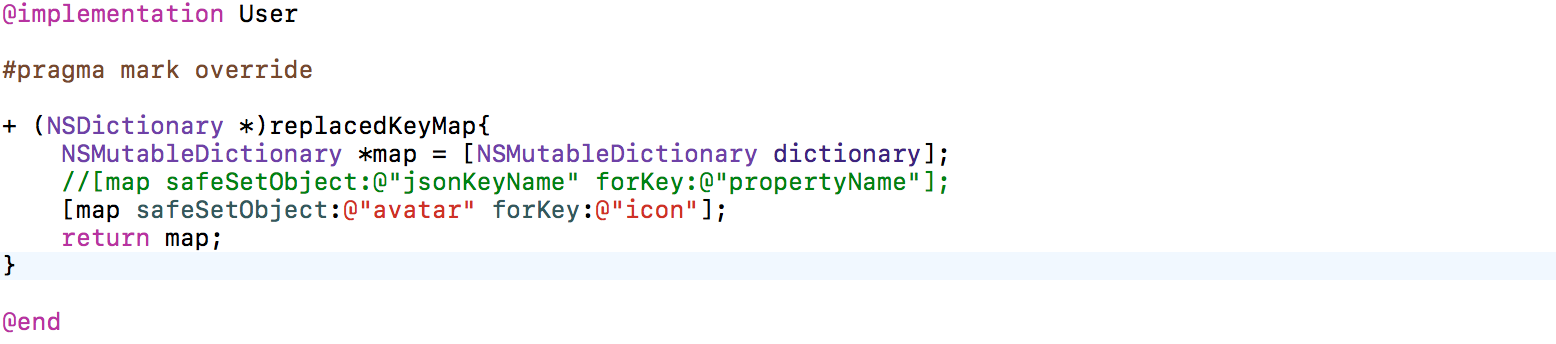 @implementation User
#pragma mark override
+ (NSDictionary *)replacedKeyMap{
    NSMutableDictionary *map = [NSMutableDictionary dictionary];
    //[map safeSetObject:@"jsonKeyName" forKey:@"propertyName"];
    [map safeSetObject:@"avatar" forKey:@"icon"];
    return map;
}
@end